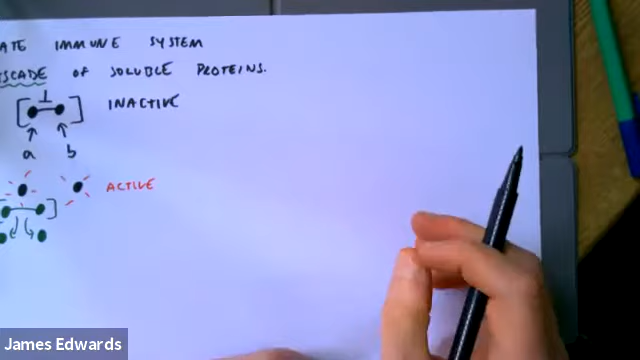 ATE IMMUNE SYSTEM
SCADE OF SOLUBLE PROTEINS.
[ ] INACTIVE
a b
ACTIVE
]
James Edwards